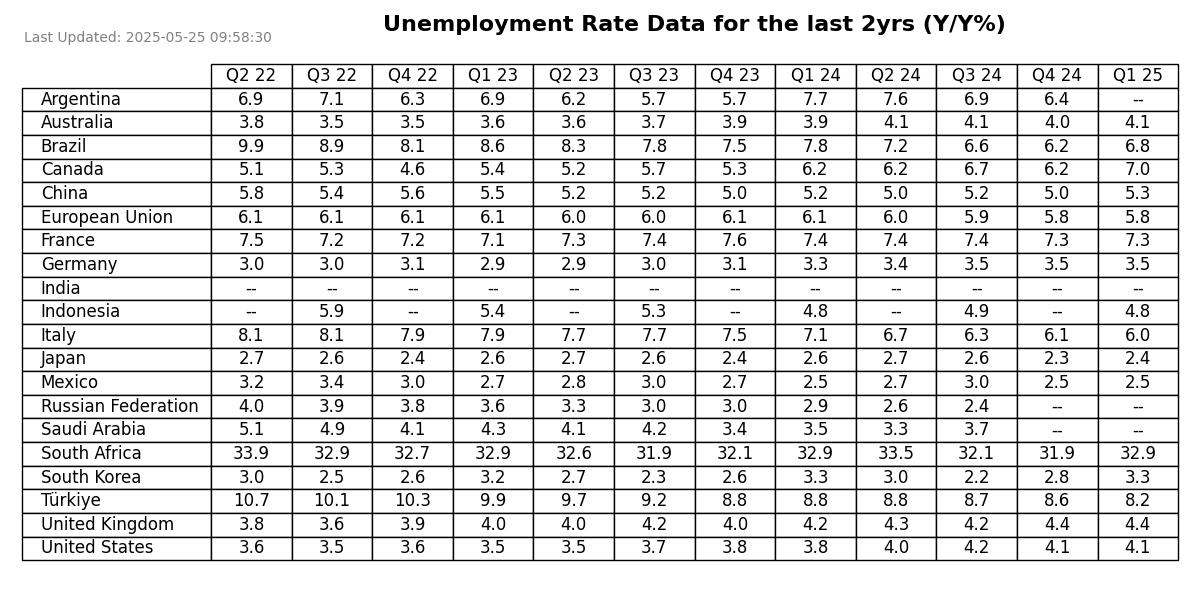 Unemployment Rate Data for the last 2yrs (Y/Y%)
Last Updated: 2025-05-25 09:58:30
Q2 22 Q3 22 Q4 22 Q1 23 Q2 23 Q3 23 Q4 23 Q1 24 Q2 24 Q3 24 Q4 24 Q1 25
Argentina 6.9 7.1 6.3 6.9 6.2 5.7 5.7 7.7 7.6 6.9 6.4 --
Australia 3.8 3.5 3.5 3.6 3.6 3.7 3.9 3.9 4.1 4.1 4.0 4.1
Brazil 9.9 8.9 8.1 8.6 8.3 7.8 7.5 7.8 7.2 6.6 6.2 6.8
Canada 5.1 5.3 4.6 5.4 5.2 5.7 5.3 6.2 6.2 6.7 6.2 7.0
China 5.8 5.4 5.6 5.5 5.2 5.2 5.0 5.2 5.0 5.2 5.0 5.3
European Union 6.1 6.1 6.1 6.1 6.0 6.0 6.1 6.1 6.0 5.9 5.8 5.8
France 7.5 7.2 7.2 7.1 7.3 7.4 7.6 7.4 7.4 7.4 7.3 7.3
Germany 3.0 3.0 3.1 2.9 2.9 3.0 3.1 3.3 3.4 3.5 3.5 3.5
India -- -- -- -- -- -- -- -- -- -- -- --
Indonesia -- 5.9 -- 5.4 -- 5.3 -- 4.8 -- 4.9 -- 4.8
Italy 8.1 8.1 7.9 7.9 7.7 7.7 7.5 7.1 6.7 6.3 6.1 6.0
Japan 2.7 2.6 2.4 2.6 2.7 2.6 2.4 2.6 2.7 2.6 2.3 2.4
Mexico 3.2 3.4 3.0 2.7 2.8 3.0 2.7 2.5 2.7 3.0 2.5 2.5
Russian Federation 4.0 3.9 3.8 3.6 3.3 3.0 3.0 2.9 2.6 2.4 -- --
Saudi Arabia 5.1 4.9 4.1 4.3 4.1 4.2 3.4 3.5 3.3 3.7 -- --
South Africa 33.9 32.9 32.7 32.9 32.6 31.9 32.1 32.9 33.5 32.1 31.9 32.9
South Korea 3.0 2.5 2.6 3.2 2.7 2.3 2.6 3.3 3.0 2.2 2.8 3.3
Türkiye 10.7 10.1 10.3 9.9 9.7 9.2 8.8 8.8 8.8 8.7 8.6 8.2
United Kingdom 3.8 3.6 3.9 4.0 4.0 4.2 4.0 4.2 4.3 4.2 4.4 4.4
United States 3.6 3.5 3.6 3.5 3.5 3.7 3.8 3.8 4.0 4.2 4.1 4.1